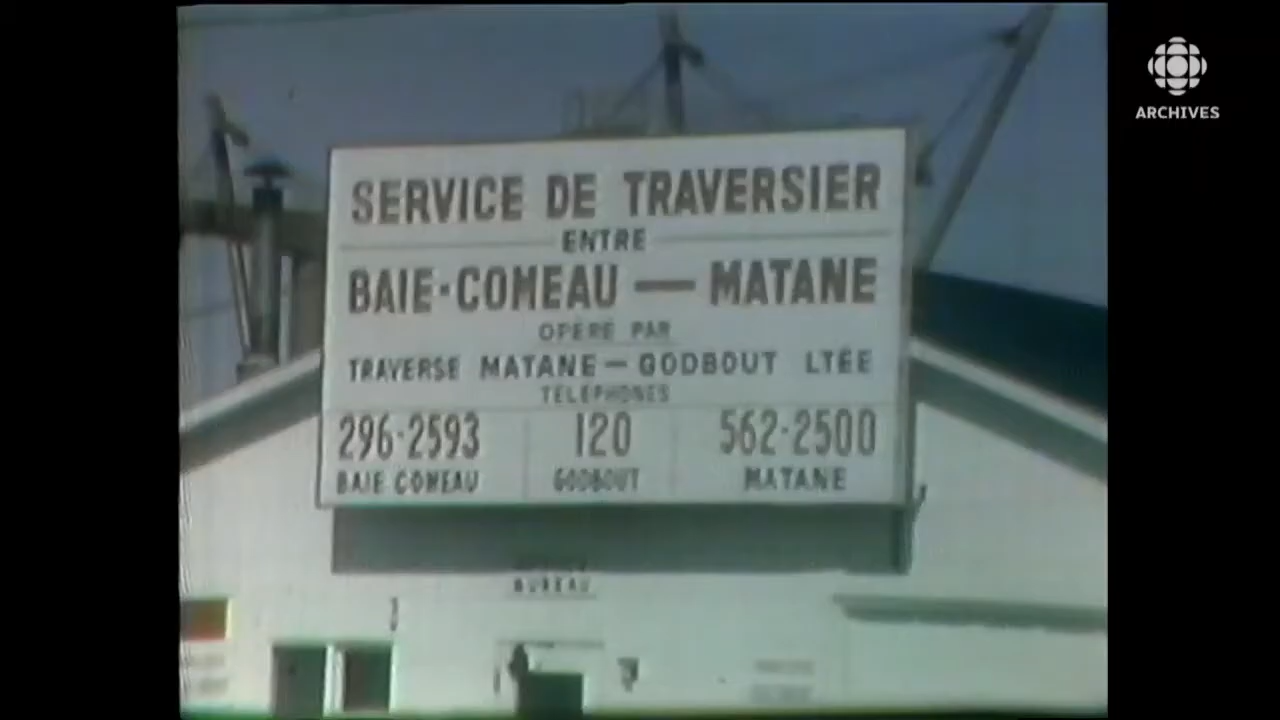 ARCHIVES
SERVICE DE TRAVERSIER
ENTRE
BAIE-COMEAU — MATANE
OPÉRÉ PAR
TRAVERSE MATANE — GODBOUT LTÉE
TÉLÉPHONES
296-2593 120 562-2500
BAIE COMEAU GODBOUT MATANE
BUREAU